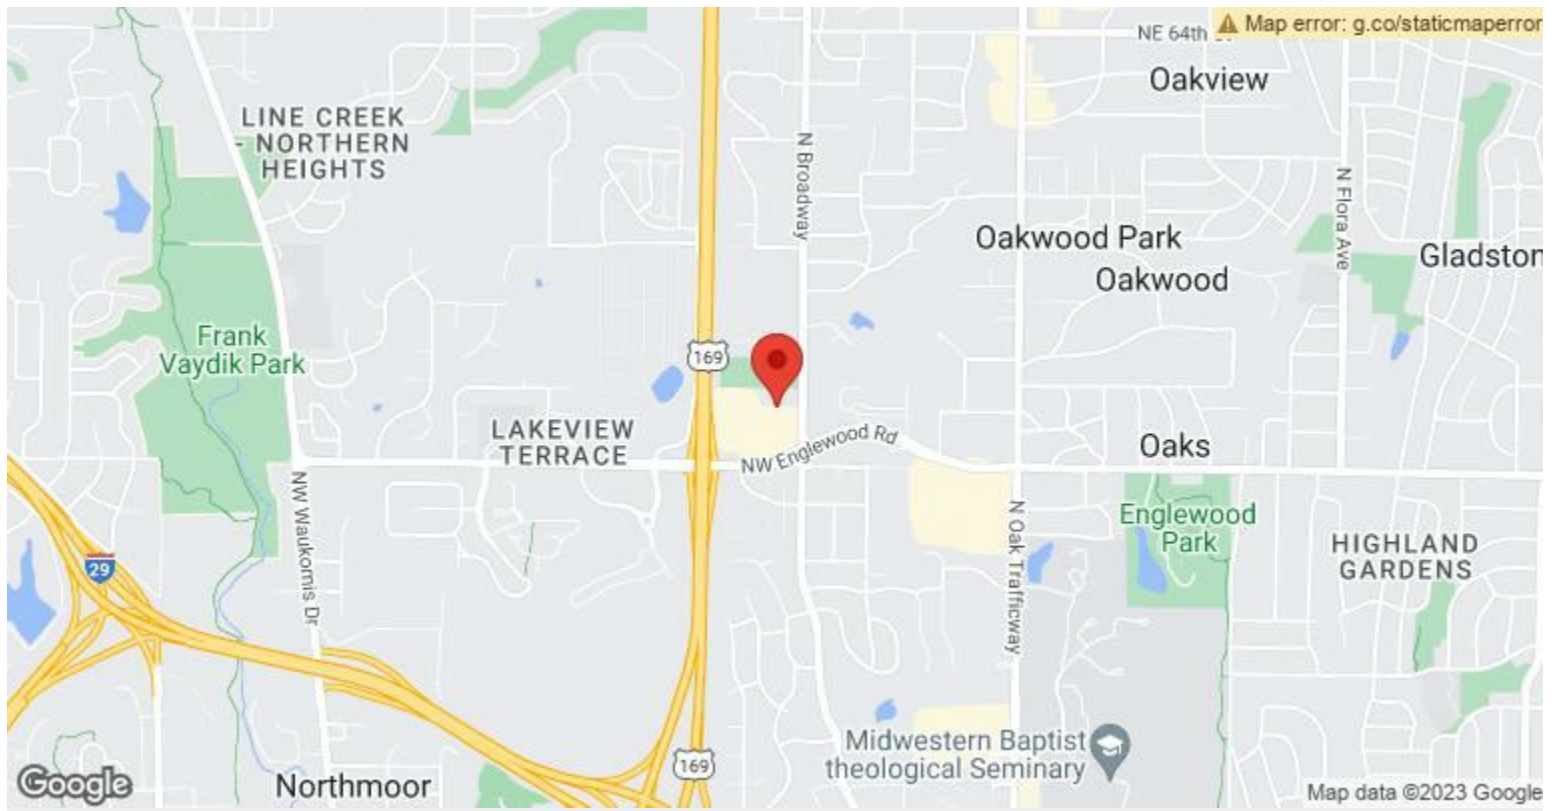 Map error: g.co/staticmaperror
NE 64th
Oakview
LINE CREEK
- NORTHERN
HEIGHTS
N Broadway
N Flora Ave
Oakwood Park
Oakwood
Gladston
Frank
Vaydik Park
169
LAKEVIEW
TERRACE
NW Englewood Rd
Oaks
NW Waukomis Dr
N Oak Trafficway
Englewood
Park
HIGHLAND
GARDENS
29
Midwestern Baptist
theological Seminary
169
Northmoor
Google
Map data ©2023 Google